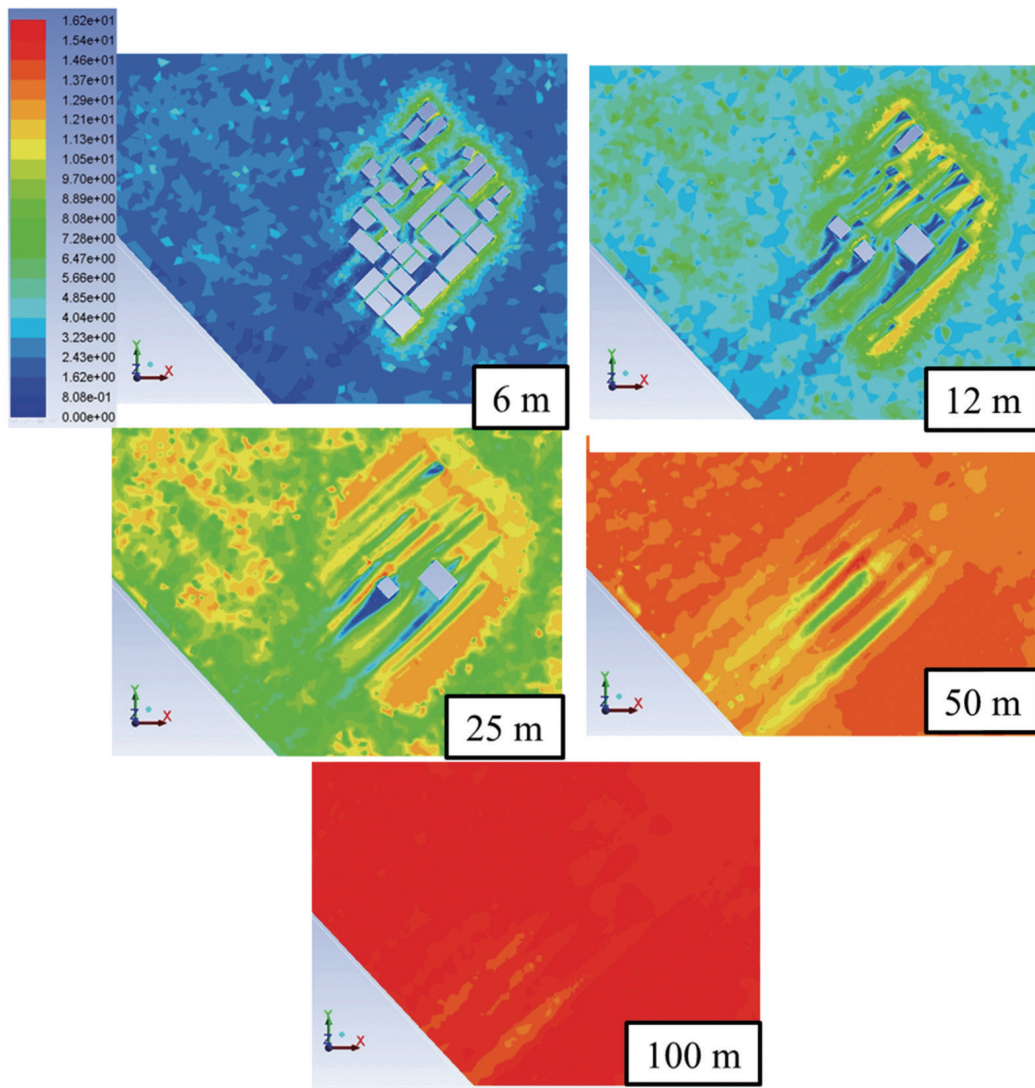 1.62e+01
1.54e+01
1.46e+01
1.37e+01
1.29e+01
1.21e+01
1.13e+01
1.05e+01
9.70e+00
8.89e+00
8.08e+00
7.28e+00
6.47e+00
5.66e+00
4.85e+00
4.04e+00
3.23e+00
2.43e+00
1.62e+00
8.08e-01
0.00e+00
Y
Z
X
6 m
Y
Z
X
12 m
Y
Z
X
25 m
Y
Z
X
50 m
Y
Z
X
100 m